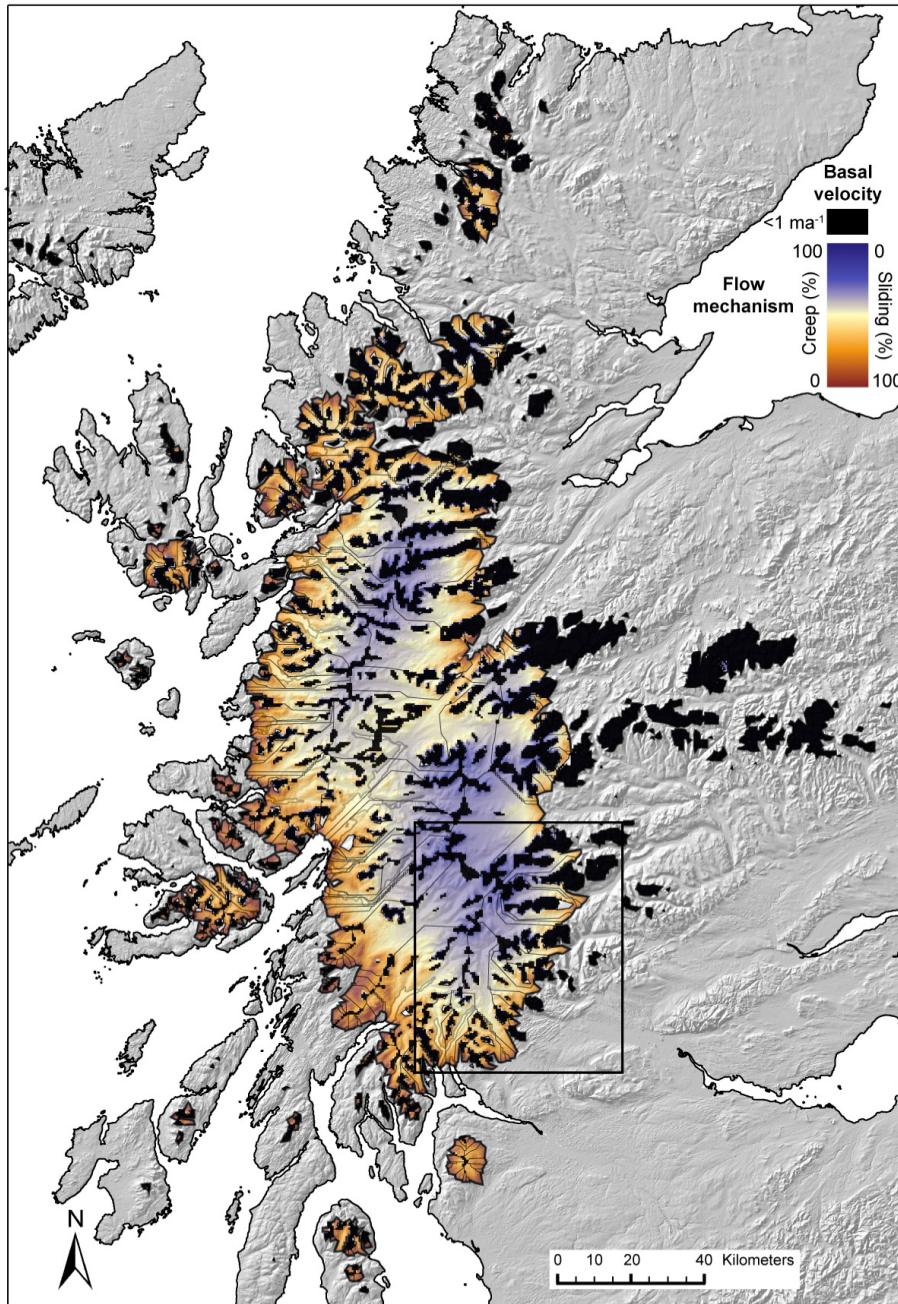 Basal
velocity
<1 ma⁻¹
100
0
Flow
mechanism
Creep (%)
Sliding (%)
0
100
N
0 10 20 40 Kilometers